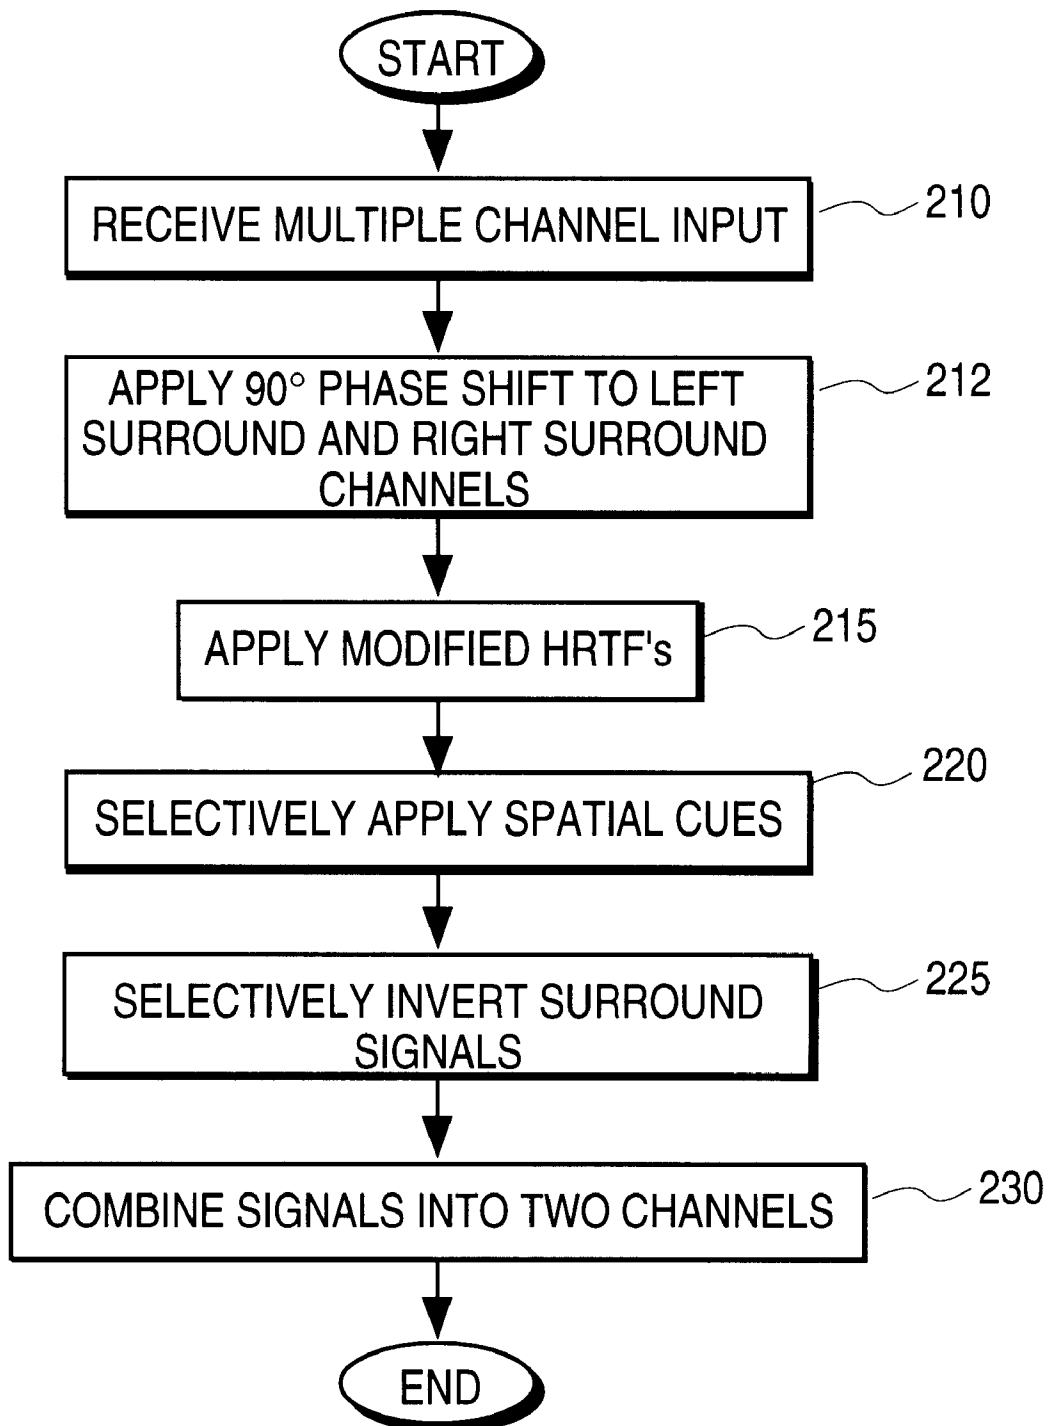 START
RECEIVE MULTIPLE CHANNEL INPUT
210
APPLY 90° PHASE SHIFT TO LEFT
SURROUND AND RIGHT SURROUND
CHANNELS
212
APPLY MODIFIED HRTF's
215
SELECTIVELY APPLY SPATIAL CUES
220
SELECTIVELY INVERT SURROUND
SIGNALS
225
COMBINE SIGNALS INTO TWO CHANNELS
230
END